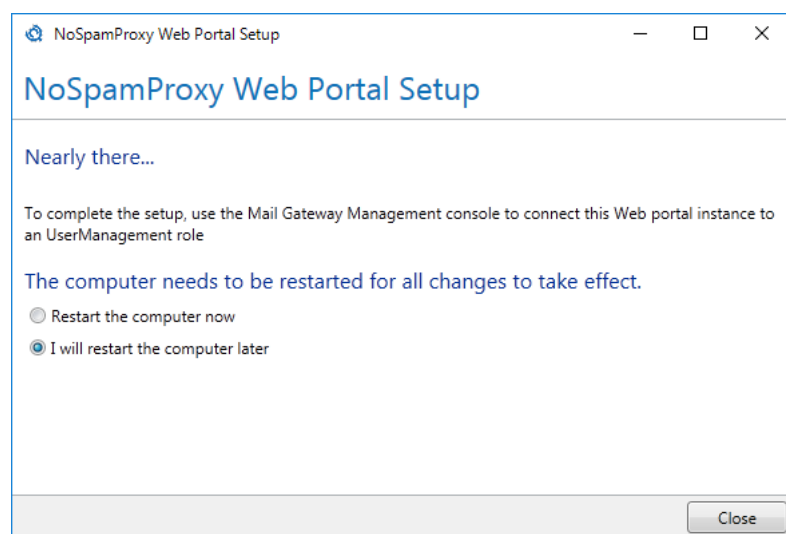 NoSpamProxy Web Portal Setup
NoSpamProxy Web Portal Setup
Nearly there...
To complete the setup, use the Mail Gateway Management console to connect this Web portal instance to
an UserManagement role
The computer needs to be restarted for all changes to take effect.
Restart the computer now
I will restart the computer later
Close